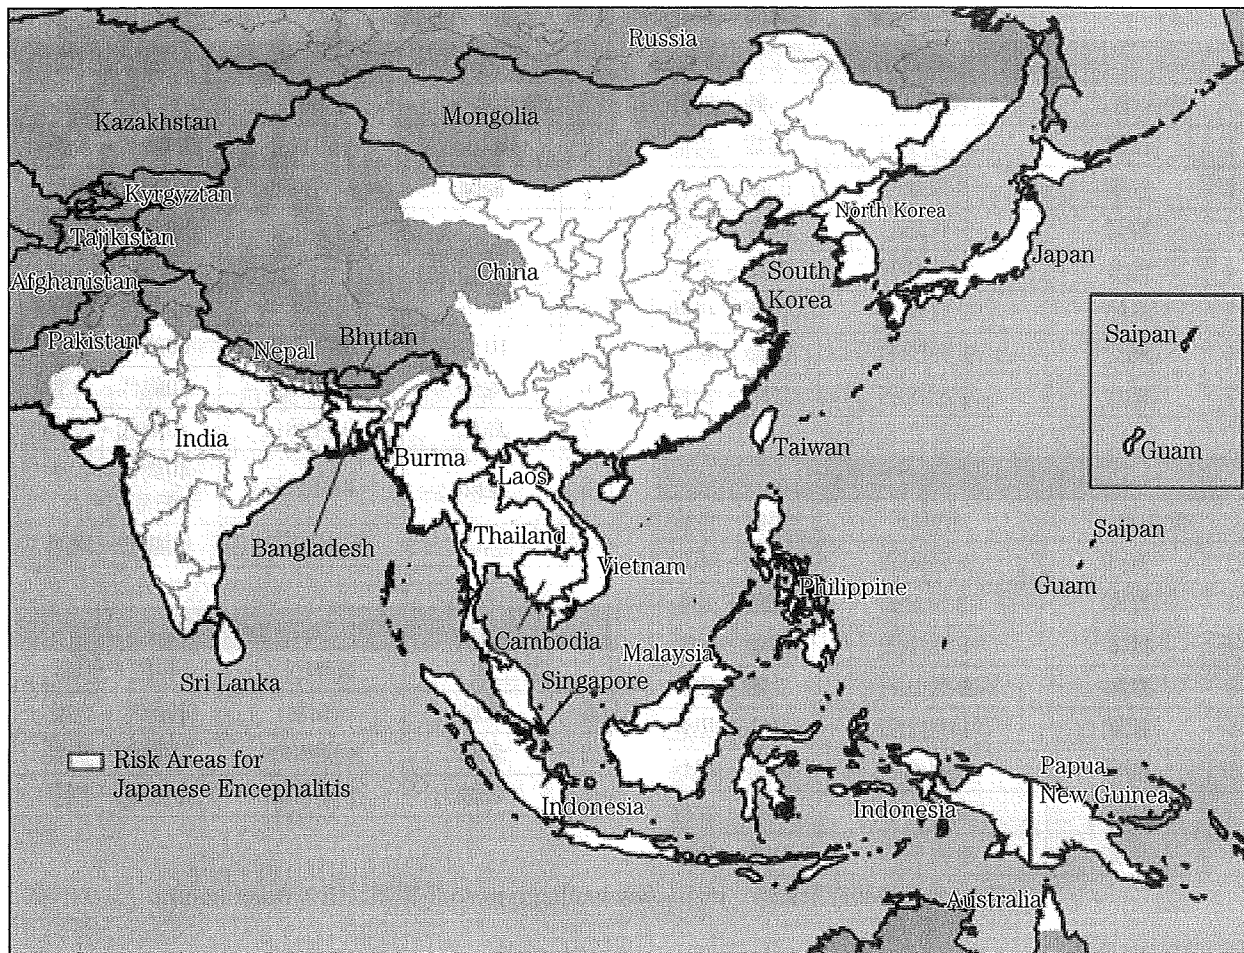 Russia
Mongolia
Kazakhstan
Kyrgyztan
North Korea
Tajikistan
Japan
China
South
Korea
Afghanistan
Saipan
Pakistan
Bhutan
Nepal
India
Taiwan
Guam
Burma
Laos
Saipan
Thailand
Bangladesh
Vietnam
Guam
Philippine
Cambodia
Malaysia
Singapore
Sri Lanka
Risk Areas for
Japanese Encephalitis
Papua
New Guinea
Indonesia
Indonesia
Australia